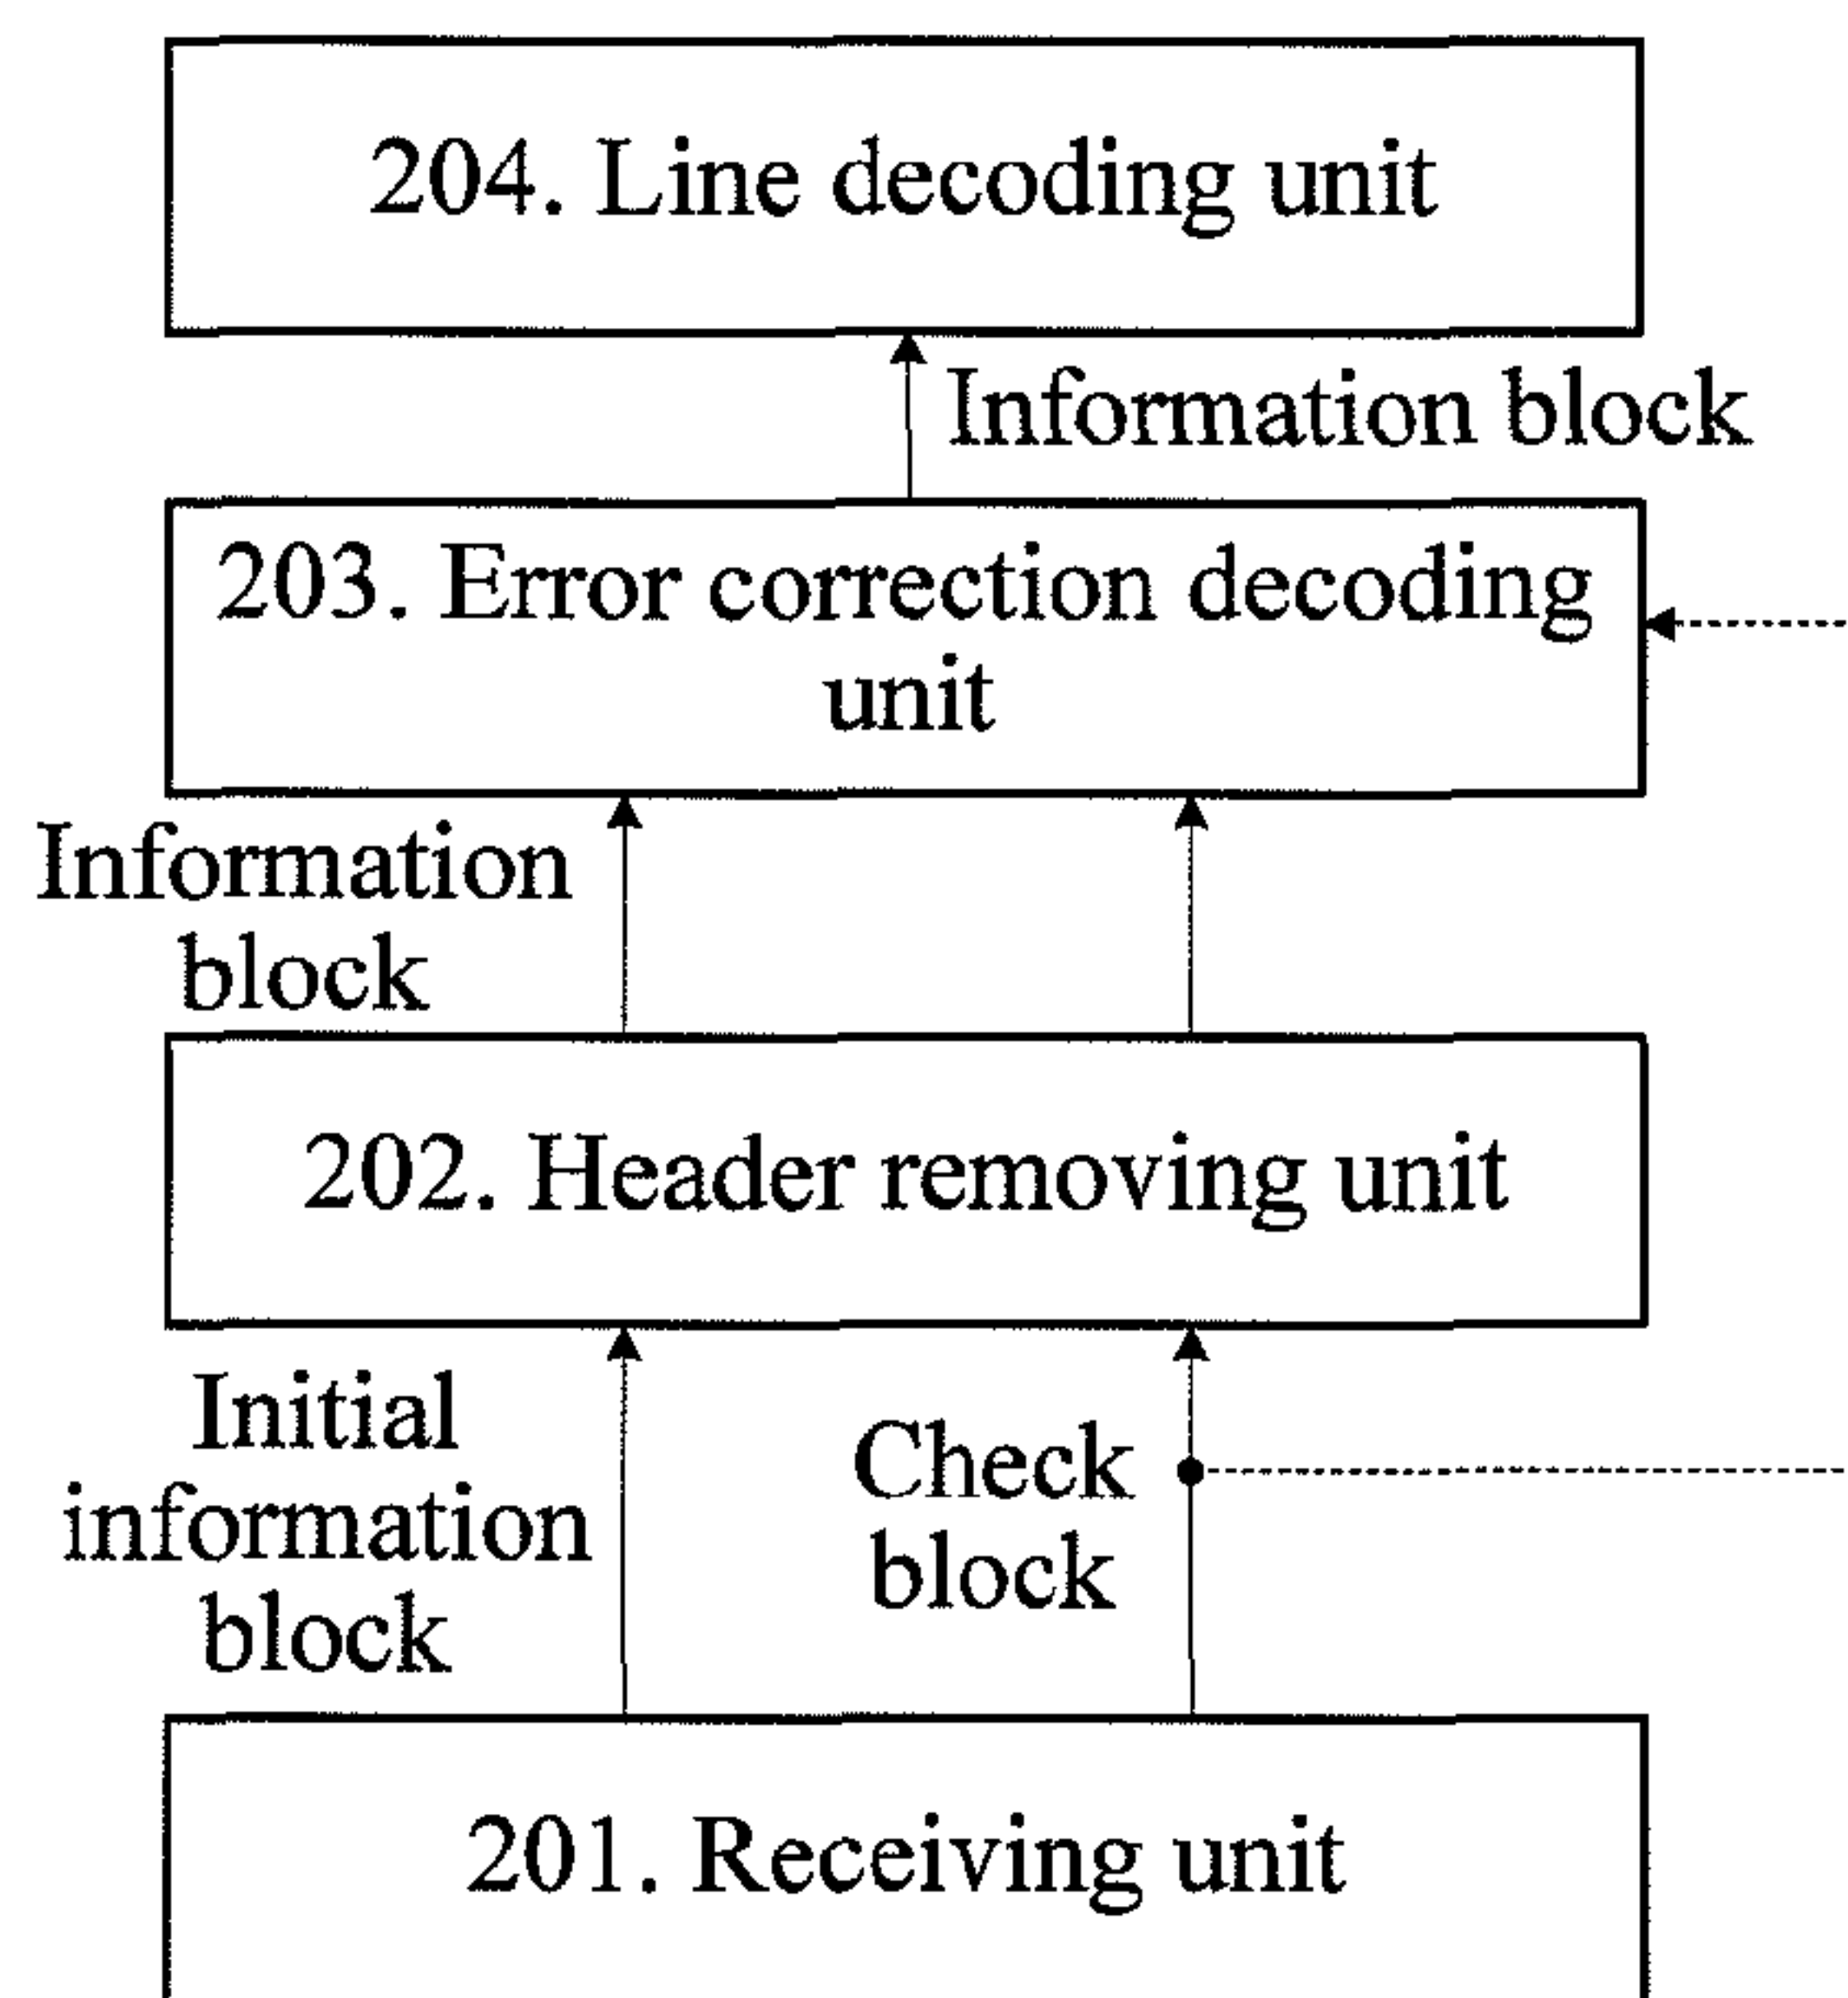 204. Line decoding unit
Information block
203. Error correction decoding
unit
Information
block
202. Header removing unit
Initial
information
block
Check
block
201. Receiving unit